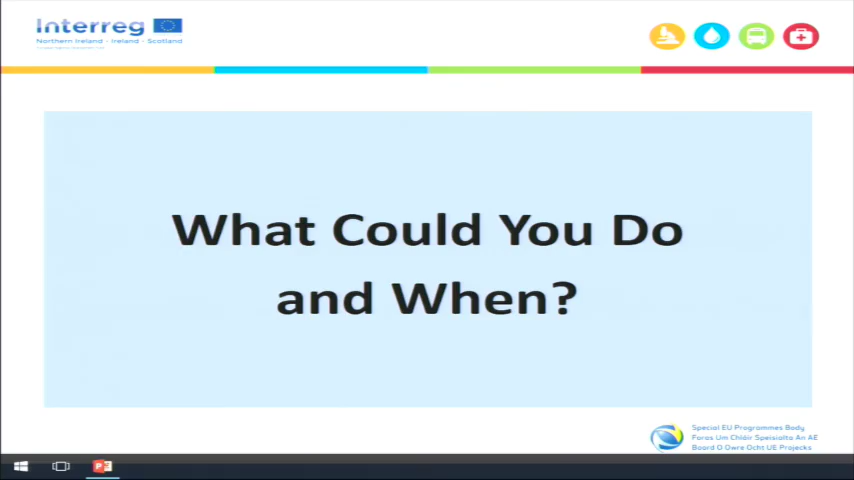 Interreg
Northern Ireland - Ireland - Scotland
What Could You Do
and When?
Special EU Programmes Body
Foras Um Chláir Speisialta An AE
Boord O Owre Ocht UE Projecks